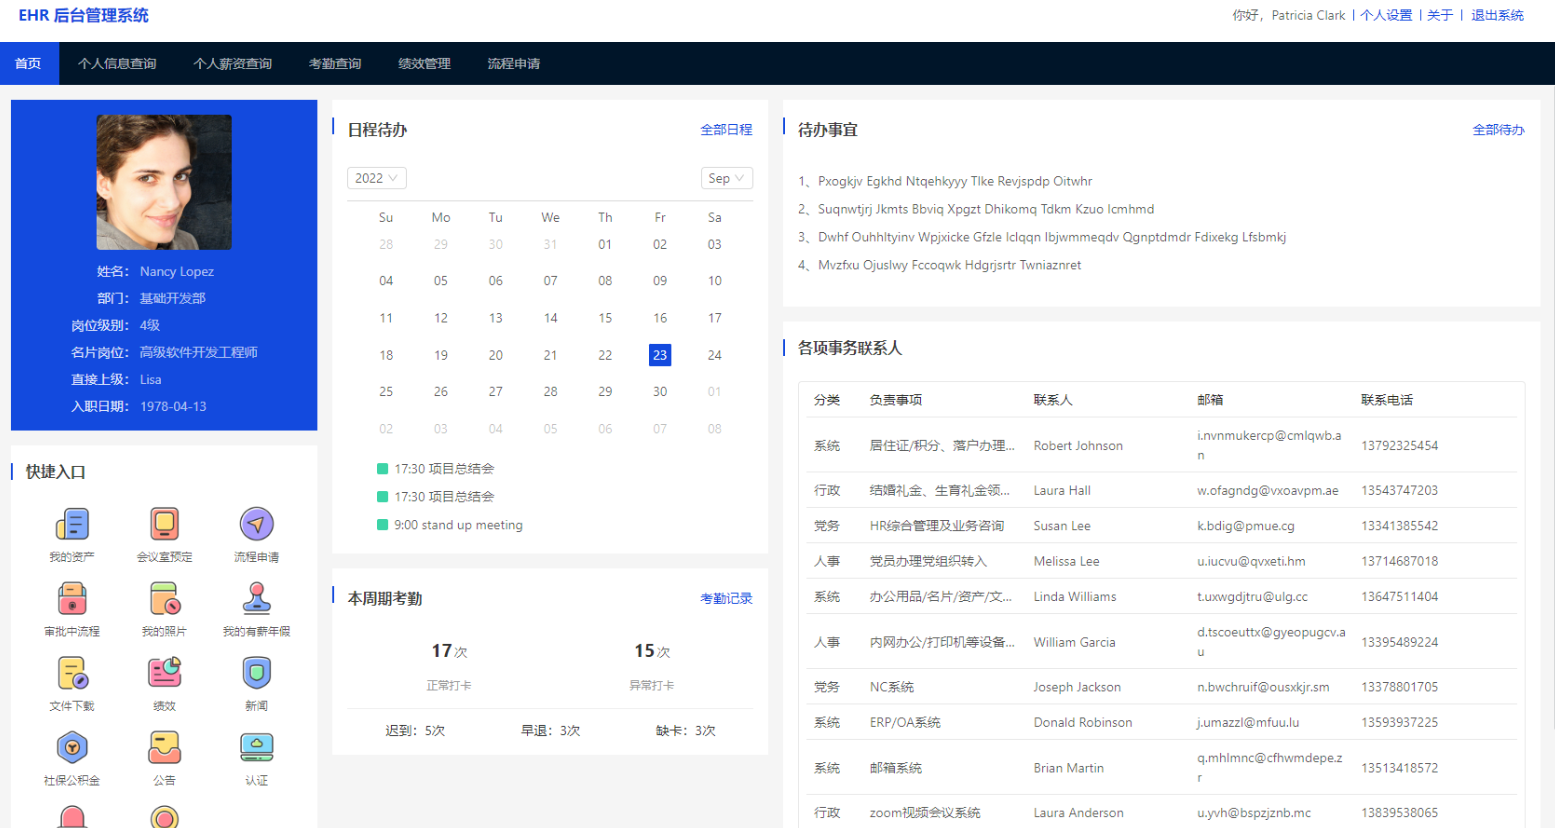 EHR 后台管理系统
你好，Patricia Clark | 个人设置 | 关于 | 退出系统
首页 个人信息查询 个人薪资查询 考勤查询 绩效管理 流程申请
姓名： Nancy Lopez
部门： 基础开发部
岗位级别： 4级
名片岗位： 高级软件开发工程师
直接上级： Lisa
入职日期： 1978-04-13
快捷入口
我的资产 会议室预定 流程申请
审批中流程 我的照片 我的有薪年假
文件下载 绩效 新闻
社保公积金 公告 认证
日程待办 全部日程
2022 Sep
Su Mo Tu We Th Fr Sa
28 29 30 31 01 02 03
04 05 06 07 08 09 10
11 12 13 14 15 16 17
18 19 20 21 22 23 24
25 26 27 28 29 30 01
02 03 04 05 06 07 08
17:30 项目总结会
17:30 项目总结会
9:00 stand up meeting
本周期考勤 考勤记录
17次 15次
正常打卡 异常打卡
迟到：5次 早退：3次 缺卡：3次
待办事宜 全部待办
1、Pxogkjv Egkhd Ntqehkyyy Tlke Revjspdp Oitwhr
2、Suqnwtjrj Jkmts Bbviq Xpgzt Dhikomq Tdkm Kzuo Icmhmd
3、Dwhf Ouhhltyinv Wpjxicke Gfzle Iclqqn Ibjwmmeqdv Qgnptdmdr Fdixekg Lfsbmkj
4、Mvzfxu Ojuslwy Fccoqwk Hdgrjsrtr Twniaznret
各项事务联系人
分类 负责事项 联系人 邮箱 联系电话
系统 居住证/积分、落户办理... Robert Johnson i.nvnmukercp@cmlqwb.a
n 13792325454
行政 结婚礼金、生育礼金领... Laura Hall w.ofagndg@vxoavpm.ae 13543747203
党务 HR综合管理及业务咨询 Susan Lee k.bdig@pmue.cg 13341385542
人事 党员办理党组织转入 Melissa Lee u.iucvu@qvxeti.hm 13714687018
系统 办公用品/名片/资产/文... Linda Williams t.uxwgdjtru@ulg.cc 13647511404
人事 内网办公/打印机等设备... William Garcia d.tscoeuttx@gyeopugcv.a
u 13395489224
党务 NC系统 Joseph Jackson n.bwchruif@ousxkjr.sm 13378801705
系统 ERP/OA系统 Donald Robinson j.umazzl@mfuu.lu 13593937225
系统 邮箱系统 Brian Martin q.mhlmnc@cfhwmdepe.z
r 13513418572
行政 zoom视频会议系统 Laura Anderson u.yvh@bspzjznb.mc 13839538065